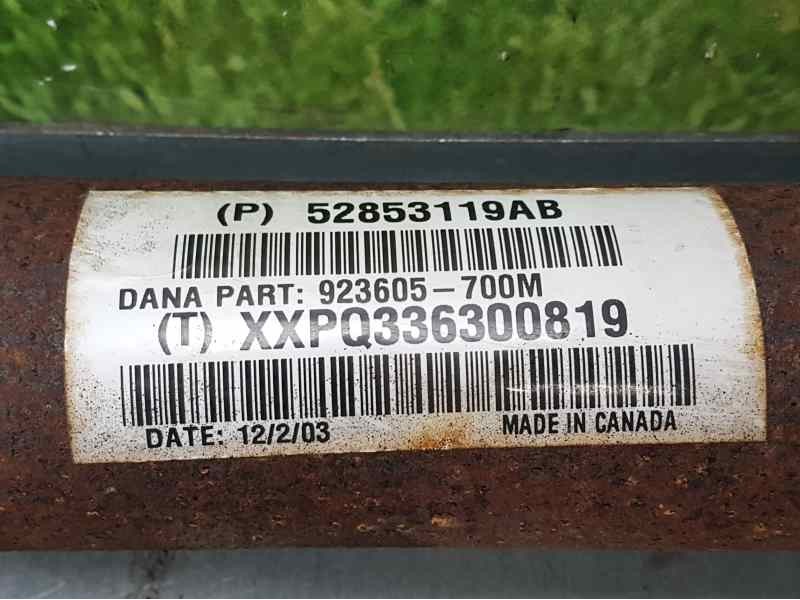 (P) 52853119AB
DANA PART: 923605-700M
(T) XXPQ336300819
DATE: 12/2/03 MADE IN CANADA